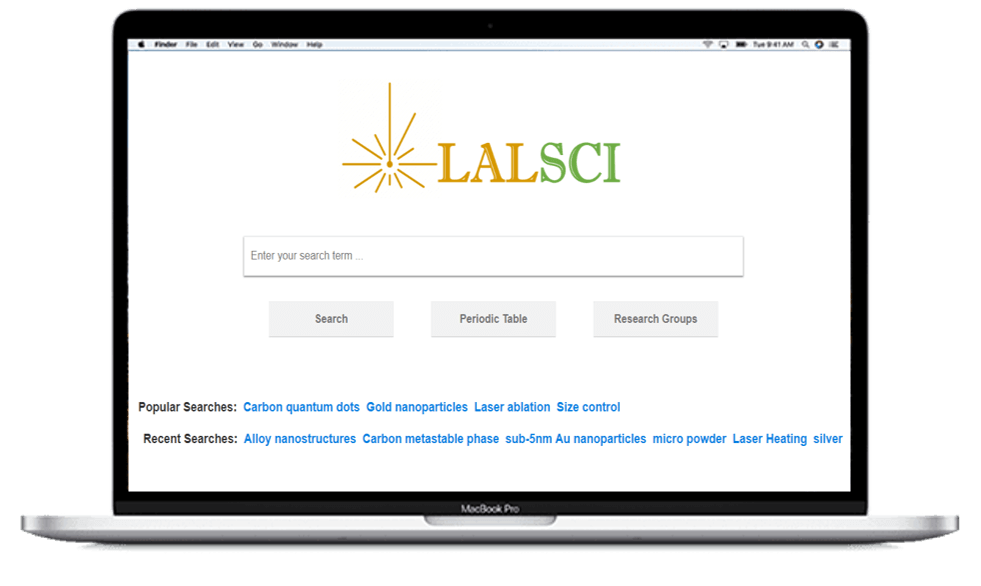 Finder File Edit View Go Window Help Tue 9:41 AM
LALSCI
Enter your search term ...
Search Periodic Table Research Groups
Popular Searches: Carbon quantum dots Gold nanoparticles Laser ablation Size control
Recent Searches: Alloy nanostructures Carbon metastable phase sub-5nm Au nanoparticles micro powder Laser Heating silver
MacBook Pro